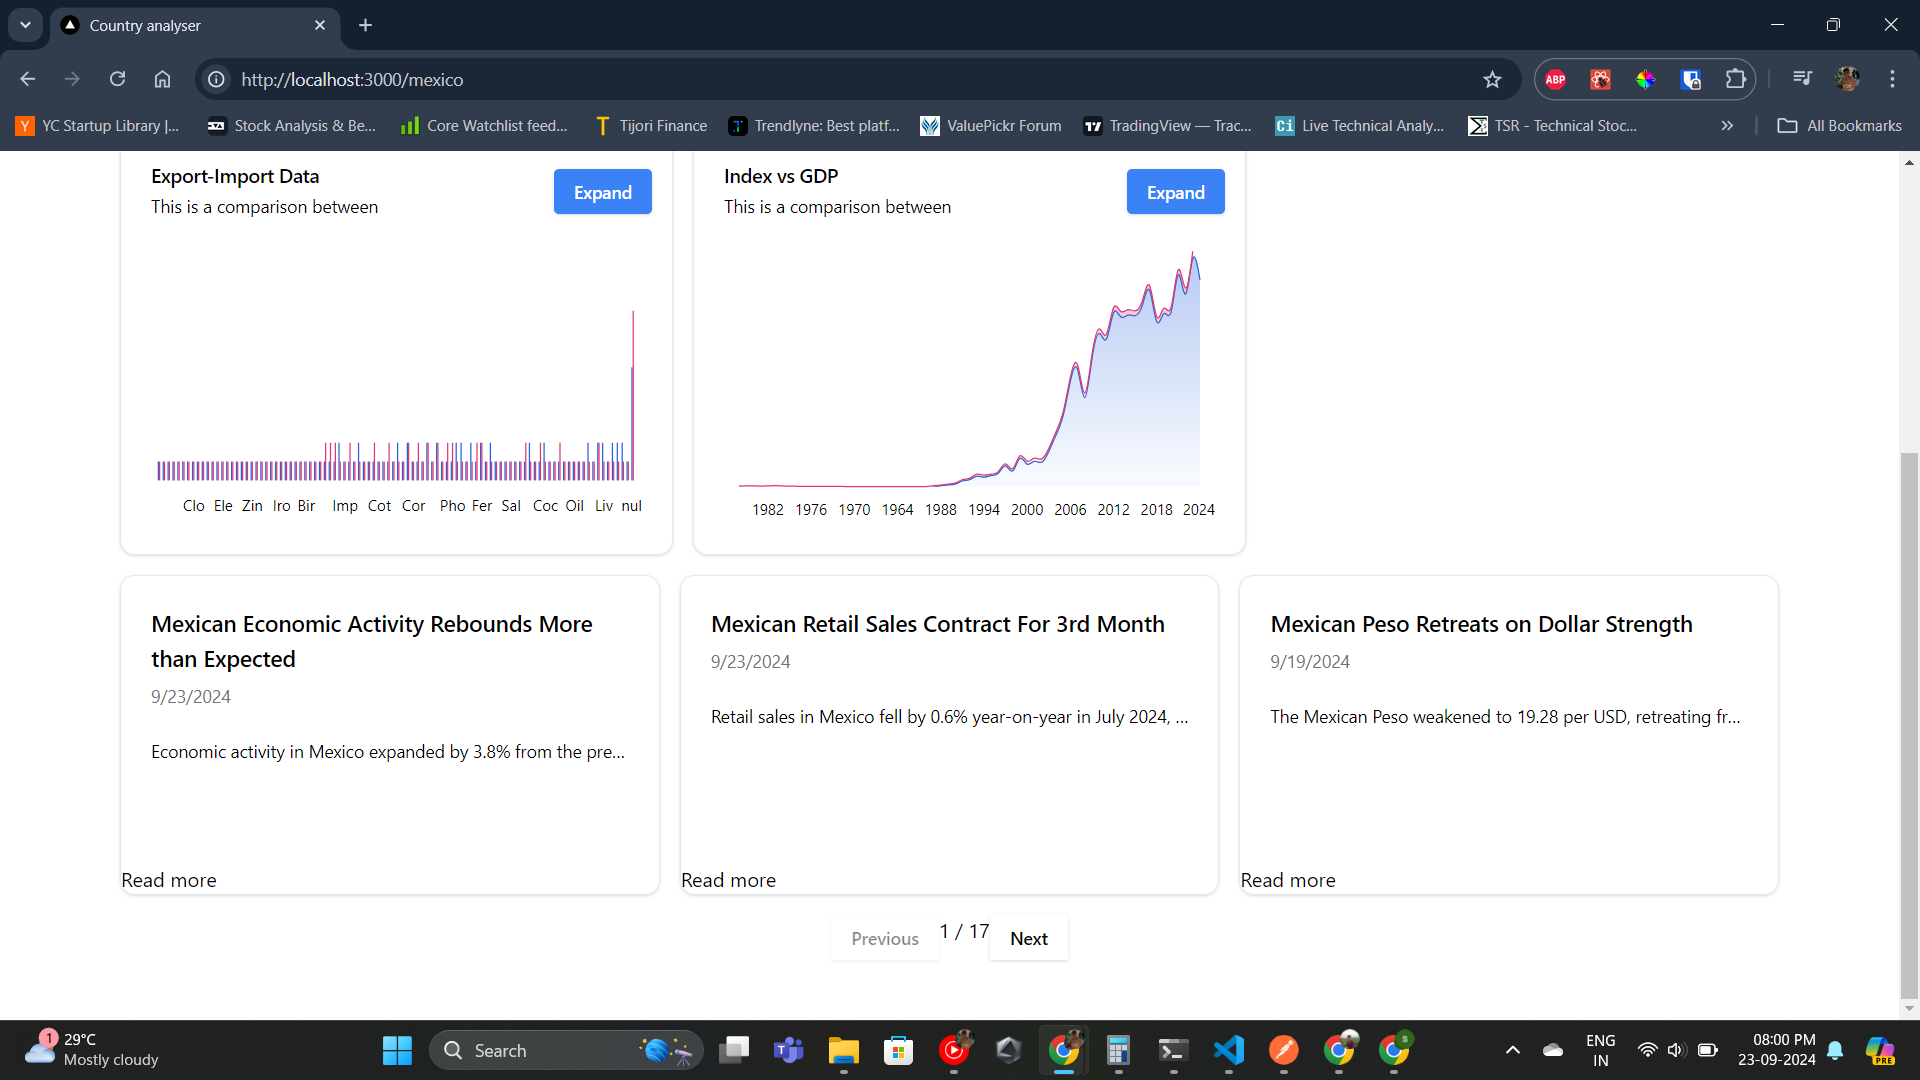 Country analyser
http://localhost:3000/mexico
ABP
YC Startup Library |...
Stock Analysis & Be...
Core Watchlist feed...
Tijori Finance
Trendlyne: Best platf...
ValuePickr Forum
TradingView — Trac...
Live Technical Analy...
TSR - Technical Stoc...
All Bookmarks
Export-Import Data
This is a comparison between
Expand
Clo Ele Zin Iro Bir Imp Cot Cor Pho Fer Sal Coc Oil Liv nul
Index vs GDP
This is a comparison between
Expand
1982 1976 1970 1964 1988 1994 2000 2006 2012 2018 2024
Mexican Economic Activity Rebounds More
than Expected
9/23/2024
Economic activity in Mexico expanded by 3.8% from the pre...
Read more
Mexican Retail Sales Contract For 3rd Month
9/23/2024
Retail sales in Mexico fell by 0.6% year-on-year in July 2024, ...
Read more
Mexican Peso Retreats on Dollar Strength
9/19/2024
The Mexican Peso weakened to 19.28 per USD, retreating fr...
Read more
Previous 1 / 17 Next
1
29°C
Mostly cloudy
Search
ENG
IN
08:00 PM
23-09-2024
PRE